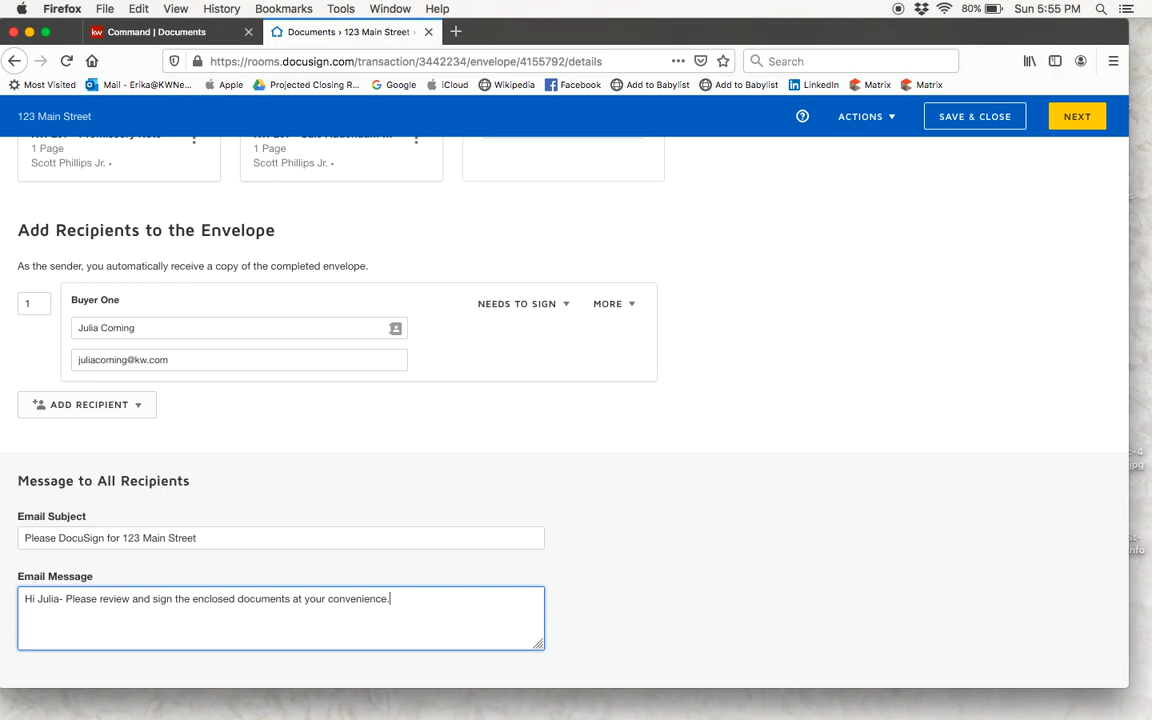 Firefox File Edit View History Bookmarks Tools Window Help 80% Sun 5:55 PM
kw Command | Documents Documents › 123 Main Street ›
https://rooms.docusign.com/transaction/3442234/envelope/4155792/details Search
Most Visited Mail - Erika@KWNe... Apple Projected Closing R... Google iCloud Wikipedia Facebook Add to Babylist Add to Babylist LinkedIn Matrix Matrix
123 Main Street ACTIONS SAVE & CLOSE NEXT
1 Page 1 Page
Scott Phillips Jr. • Scott Phillips Jr. •
Add Recipients to the Envelope
As the sender, you automatically receive a copy of the completed envelope.
1 Buyer One NEEDS TO SIGN MORE
Julia Corning
juliacorning@kw.com
ADD RECIPIENT
Message to All Recipients
Email Subject
Please DocuSign for 123 Main Street
Email Message
Hi Julia- Please review and sign the enclosed documents at your convenience.